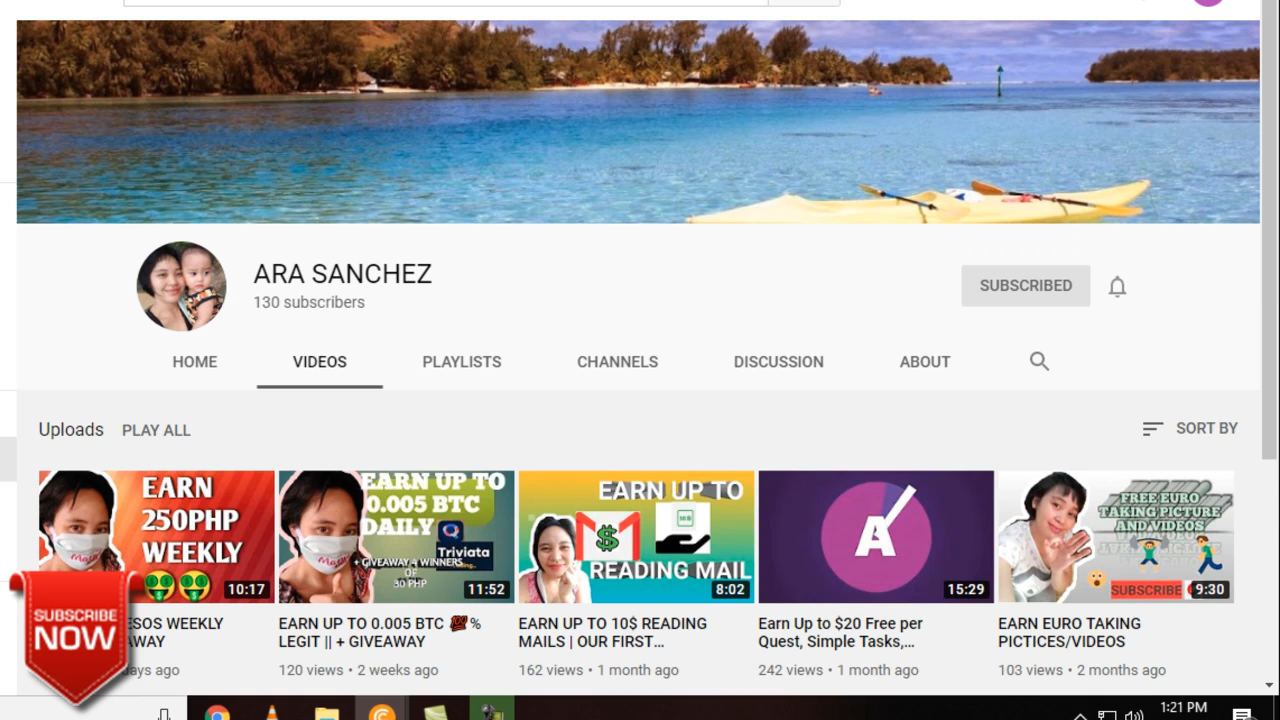 ARA SANCHEZ
130 subscribers
SUBSCRIBED
HOME
VIDEOS
PLAYLISTS
CHANNELS
DISCUSSION
ABOUT
Uploads
PLAY ALL
SORT BY
EARN
250PHP
WEEKLY
10:17
EARN UP TO
0.005 BTC
DAILY
Triviata
+ GIVEAWAY 4 WINNERS
OF
30 PHP
11:52
EARN UP TO
READING MAIL
8:02
A
15:29
FREE EURO
TAKING PICTURE
AND VIDEOS
SUBSCRIBE
9:30
SUBSCRIBE
NOW
ESOS WEEKLY
AWAY
days ago
EARN UP TO 0.005 BTC 💯%
LEGIT || + GIVEAWAY
120 views • 2 weeks ago
EARN UP TO 10$ READING
MAILS | OUR FIRST...
162 views • 1 month ago
Earn Up to $20 Free per
Quest, Simple Tasks,...
242 views • 1 month ago
EARN EURO TAKING
PICTICES/VIDEOS
103 views • 2 months ago
1:21 PM